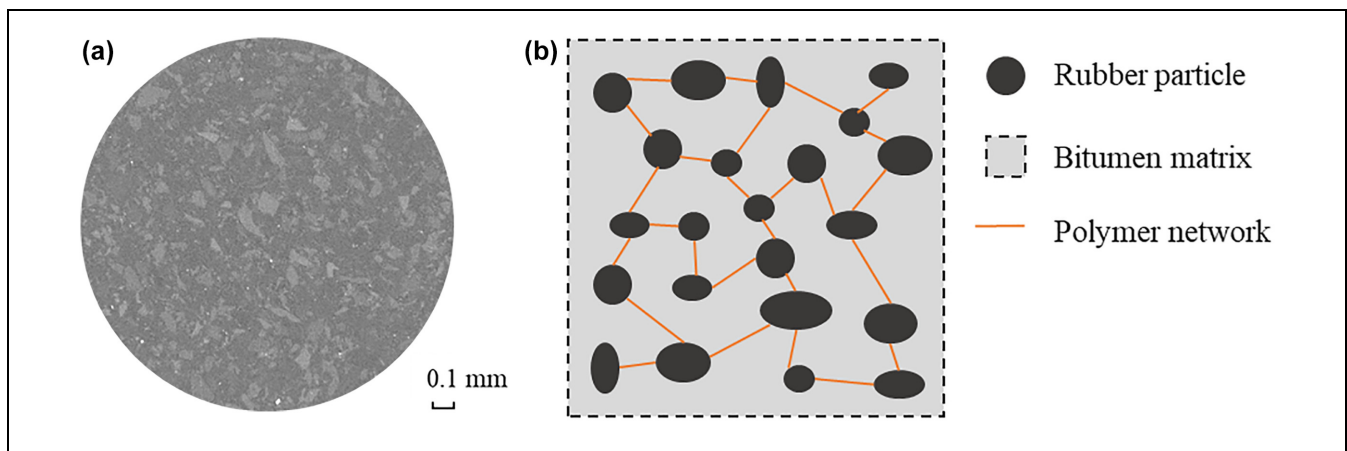 (a)
0.1 mm
(b)
Rubber particle
Bitumen matrix
Polymer network